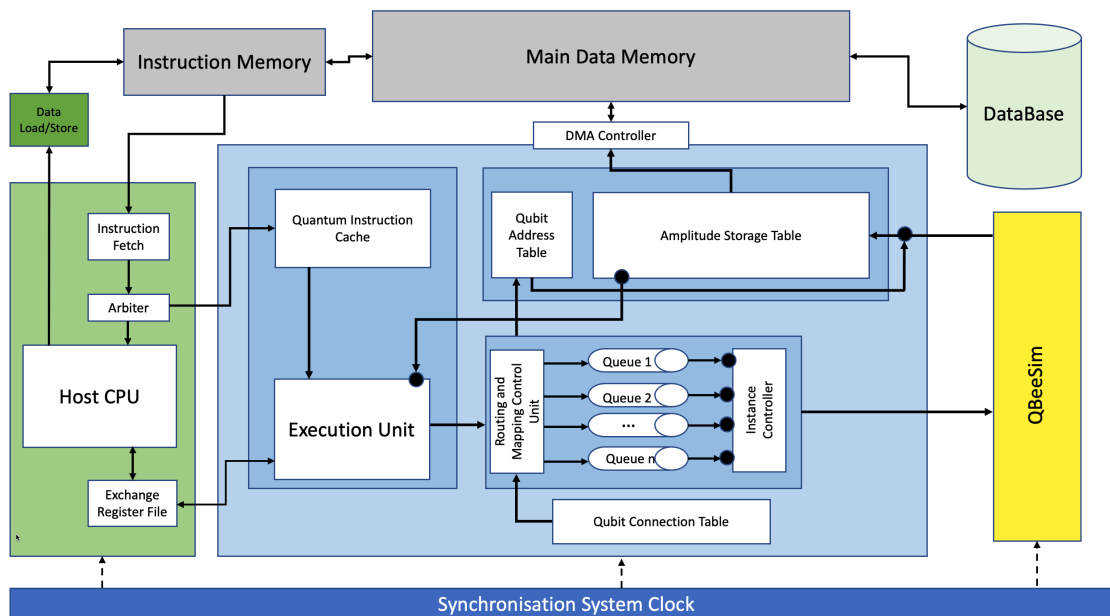 Instruction Memory
Main Data Memory
DataBase
Data
Load/Store
DMA Controller
Instruction
Fetch
Quantum Instruction
Cache
Qubit
Address
Table
Amplitude Storage Table
Arbiter
Host CPU
Execution Unit
Routing and
Mapping Control
Unit
Queue 1
Queue 2
...
Queue n
Instance
Controller
QBeeSim
Exchange
Register File
Qubit Connection Table
Synchronisation System Clock